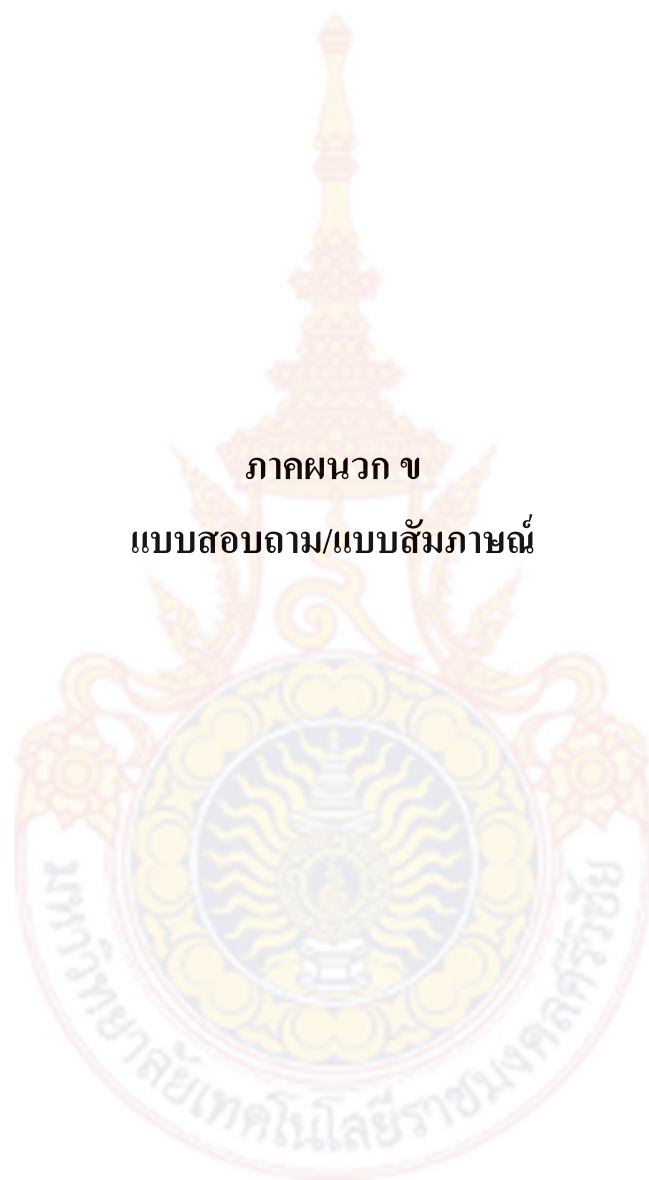 ภาคผนวก ข
แบบสอบถาม/แบบสัมภาษณ์
มหาวิทยาลัยเทคโนโลยีราชมงคลศรีวิชัย